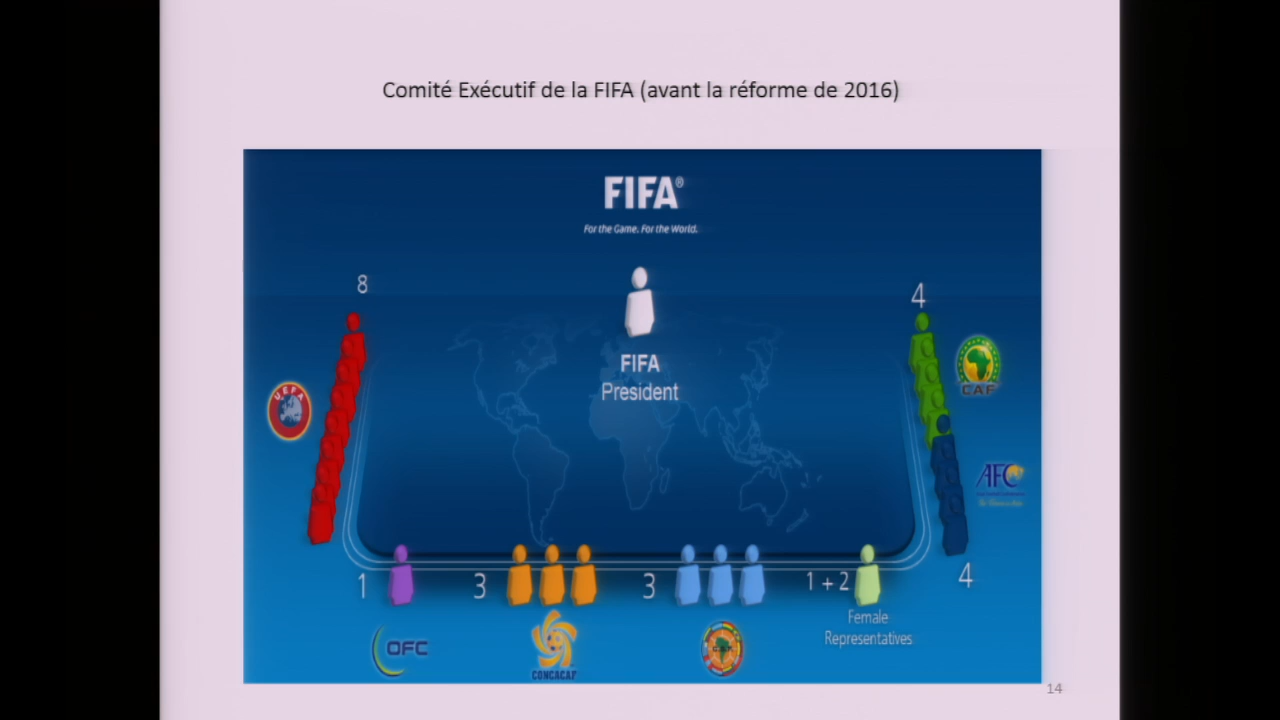 Comité Exécutif de la FIFA (avant la réforme de 2016)
FIFA®
For the Game. For the World.
8
4
FIFA
President
UEFA
CAF
AFC
1
3
3
1 + 2
4
Female
Representatives
OFC
CONCACAF
14